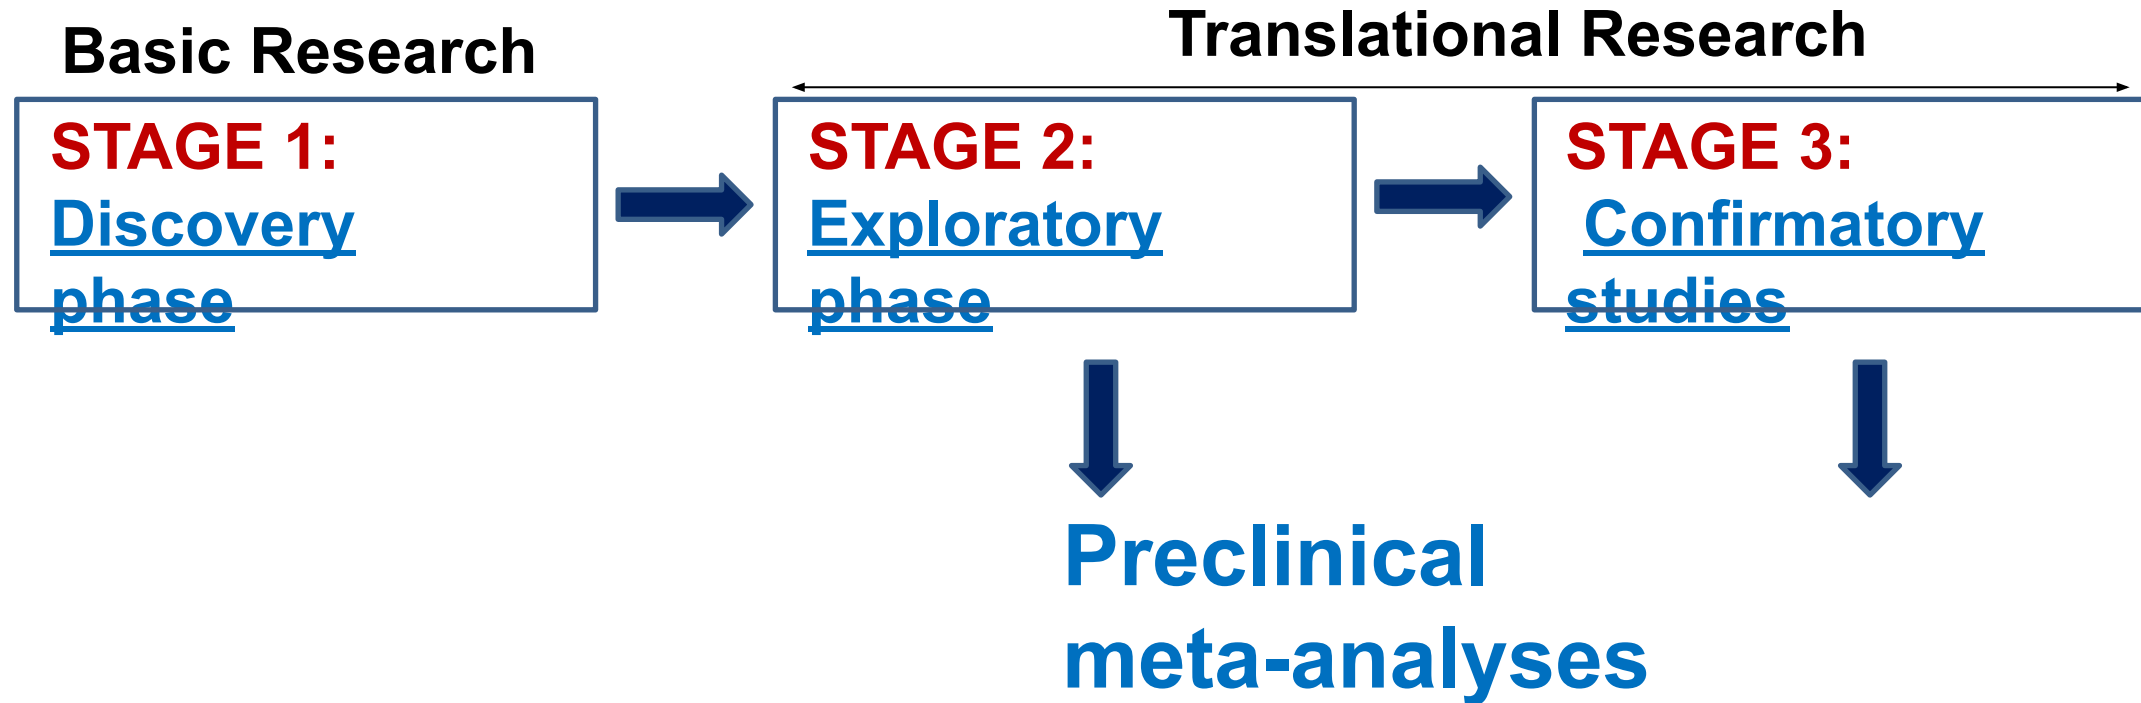 Basic Research
Translational Research
STAGE 1:
Discovery
phase
STAGE 2:
Exploratory
phase
STAGE 3:
Confirmatory
studies
Preclinical
meta-analyses